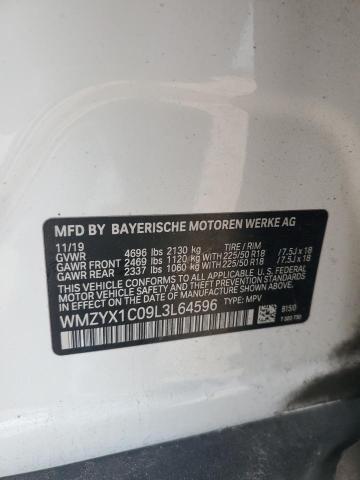 MFD BY BAYERISCHE MOTOREN WERKE AG
11/19 TIRE / RIM
GVWR 4696 lbs 2130 kg
GAWR FRONT 2469 lbs 1120 kg WITH 225/50 R18 / 7.5J x 18
GAWR REAR 2337 lbs 1060 kg WITH 225/50 R18 / 7.5J x 18
THIS VEHICLE CONFORMS TO ALL APPLICABLE U.S. FEDERAL
MOTOR VEHICLE SAFETY, BUMPER AND THEFT PREVENTION
STANDARDS IN EFFECT ON THE DATE OF MANUFACTURE SHOWN ABOVE.
WMZYX1C09L3L64596 TYPE: MPV